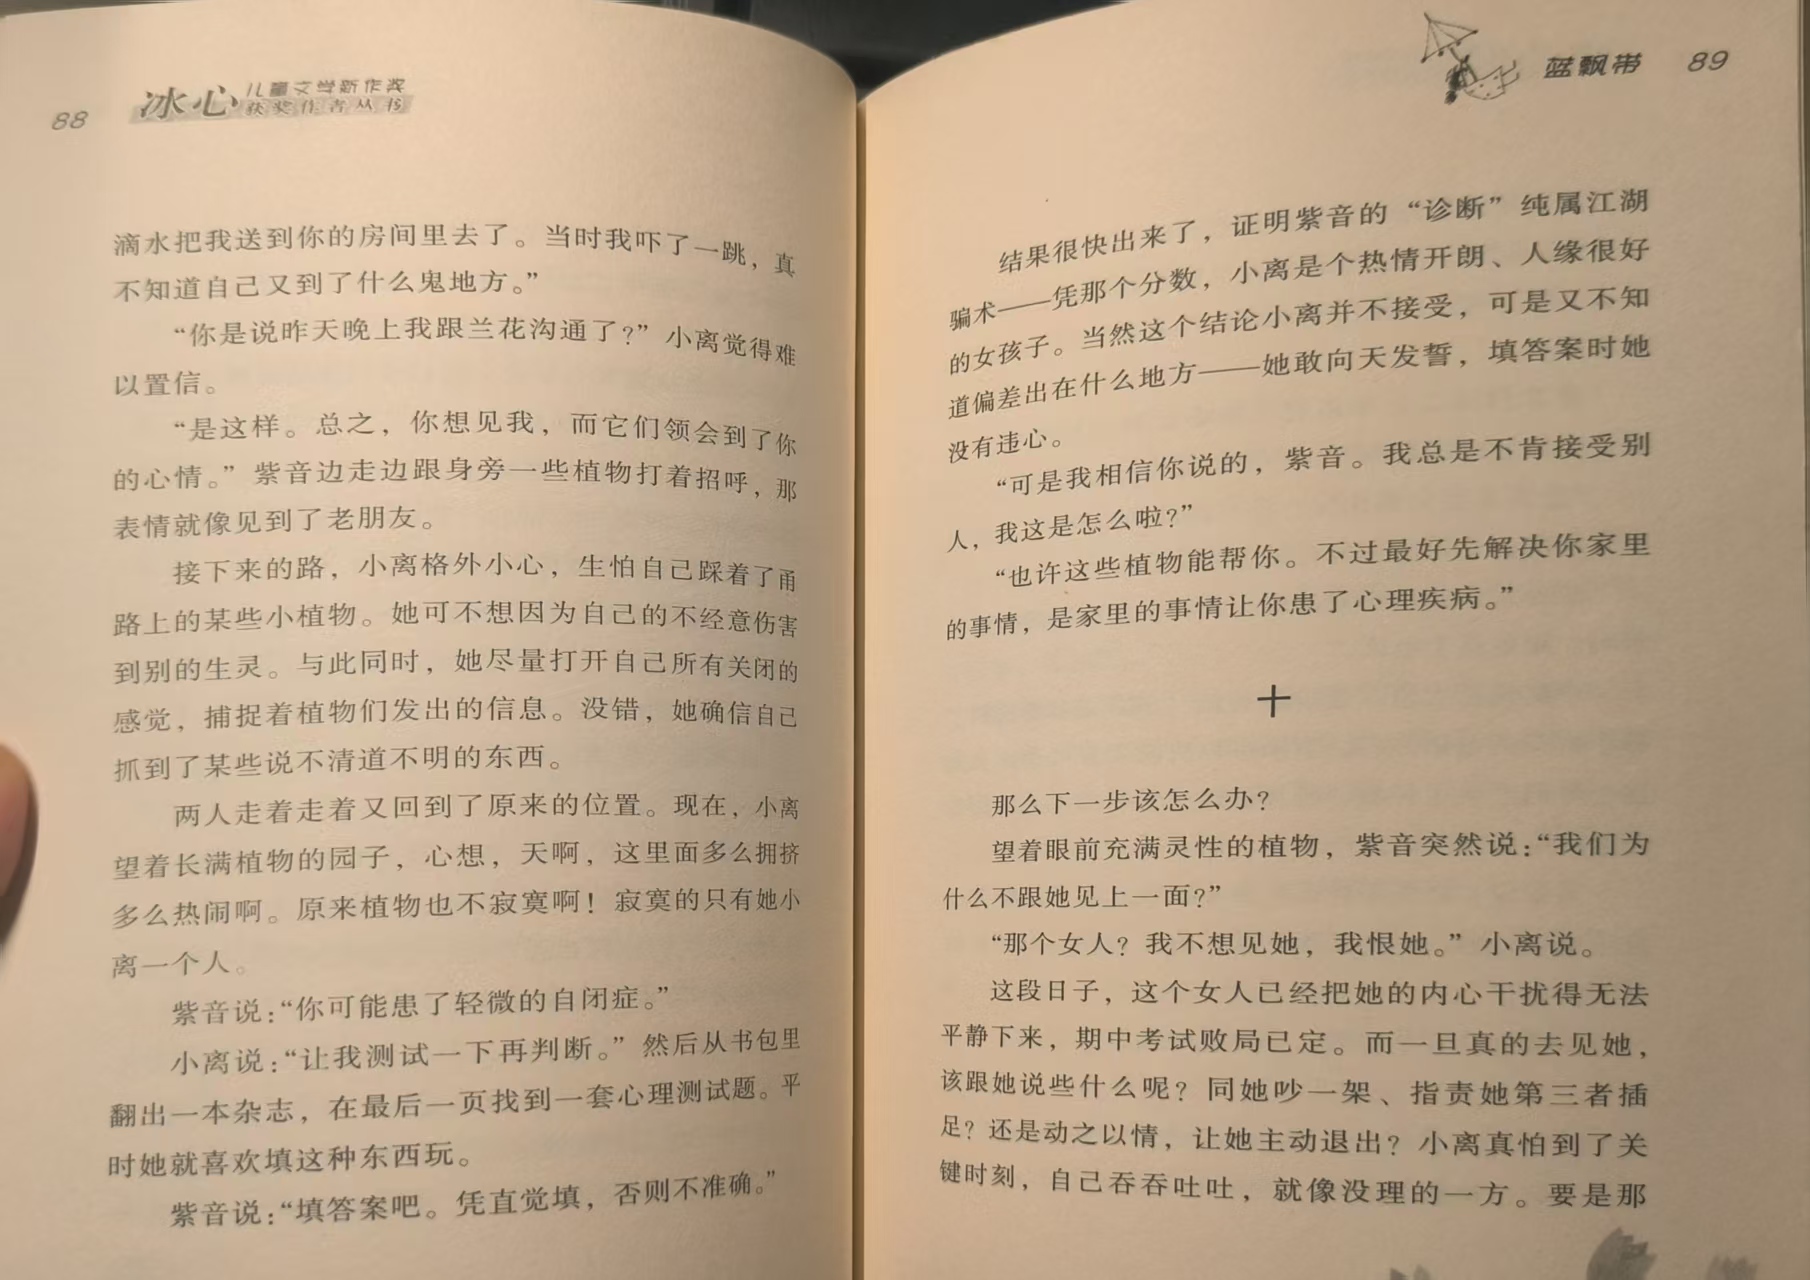 88
冰心 儿童文学新作奖
获奖作者丛书
滴水把我送到你的房间里去了。当时我吓了一跳，真
不知道自己又到了什么鬼地方。”
“你是说昨天晚上我跟兰花沟通了？”小离觉得难
以置信。
“是这样。总之，你想见我，而它们领会到了你
的心情。”紫音边走边跟身旁一些植物打着招呼，那
表情就像见到了老朋友。
接下来的路，小离格外小心，生怕自己踩着了甬
路上的某些小植物。她可不想因为自己的不经意伤害
到别的生灵。与此同时，她尽量打开自己所有关闭的
感觉，捕捉着植物们发出的信息。没错，她确信自己
抓到了某些说不清道不明的东西。
两人走着走着又回到了原来的位置。现在，小离
望着长满植物的园子，心想，天啊，这里面多么拥挤
多么热闹啊。原来植物也不寂寞啊！寂寞的只有她小
离一个人。
紫音说：“你可能患了轻微的自闭症。”
小离说：“让我测试一下再判断。”然后从书包里
翻出一本杂志，在最后一页找到一套心理测试题。平
时她就喜欢填这种东西玩。
紫音说：“填答案吧。凭直觉填，否则不准确。”
蓝飘带 89
结果很快出来了，证明紫音的“诊断”纯属江湖
骗术——凭那个分数，小离是个热情开朗、人缘很好
的女孩子。当然这个结论小离并不接受，可是又不知
道偏差出在什么地方——她敢向天发誓，填答案时她
没有违心。
“可是我相信你说的，紫音。我总是不肯接受别
人，我这是怎么啦？”
“也许这些植物能帮你。不过最好先解决你家里
的事情，是家里的事情让你患了心理疾病。”
十
那么下一步该怎么办？
望着眼前充满灵性的植物，紫音突然说：“我们为
什么不跟她见上一面？”
“那个女人？我不想见她，我恨她。”小离说。
这段日子，这个女人已经把她的内心干扰得无法
平静下来，期中考试败局已定。而一旦真的去见她，
该跟她说些什么呢？同她吵一架、指责她第三者插
足？还是动之以情，让她主动退出？小离真怕到了关
键时刻，自己吞吞吐吐，就像没理的一方。要是那